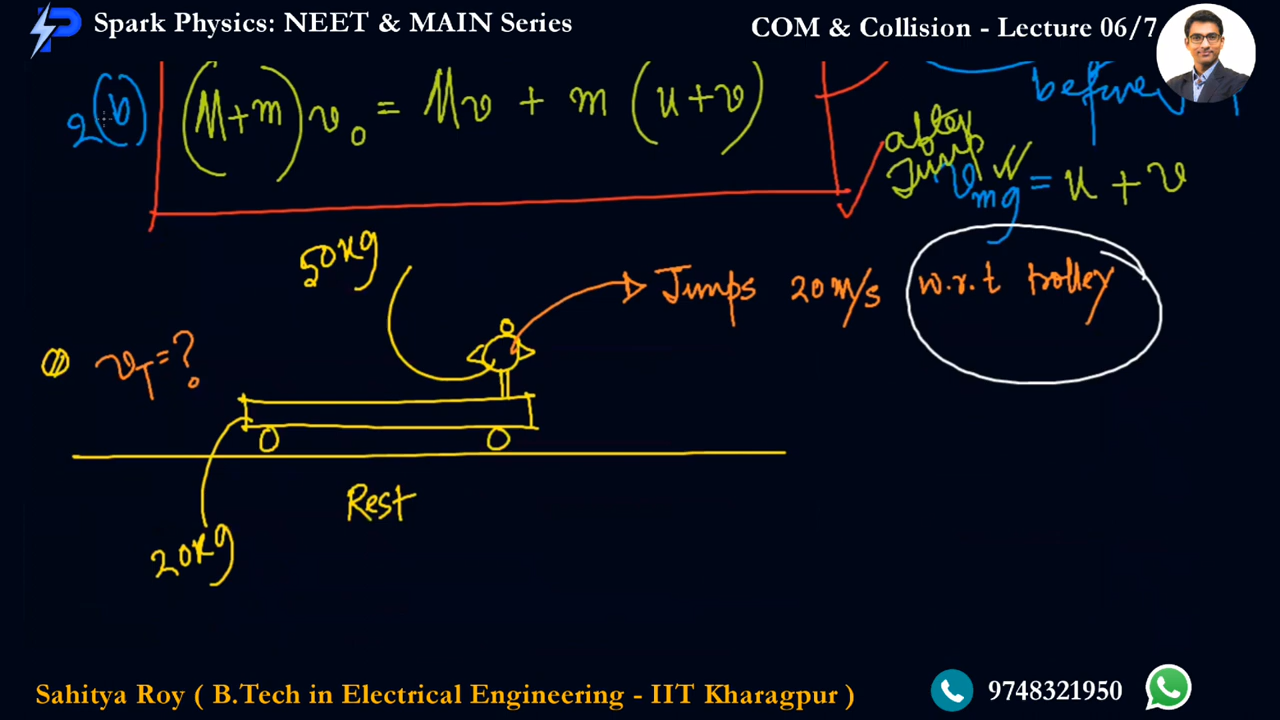 Spark Physics: NEET & MAIN Series
COM & Collision - Lecture 06/7
2(b) (M+m)v₀ = Mv + m (u+v)
before
after
Jump
v_mg = u + v
50kg
Jumps 20 m/s w.r.t trolley
v_T = ?
Rest
20kg
Sahitya Roy ( B.Tech in Electrical Engineering - IIT Kharagpur )
9748321950